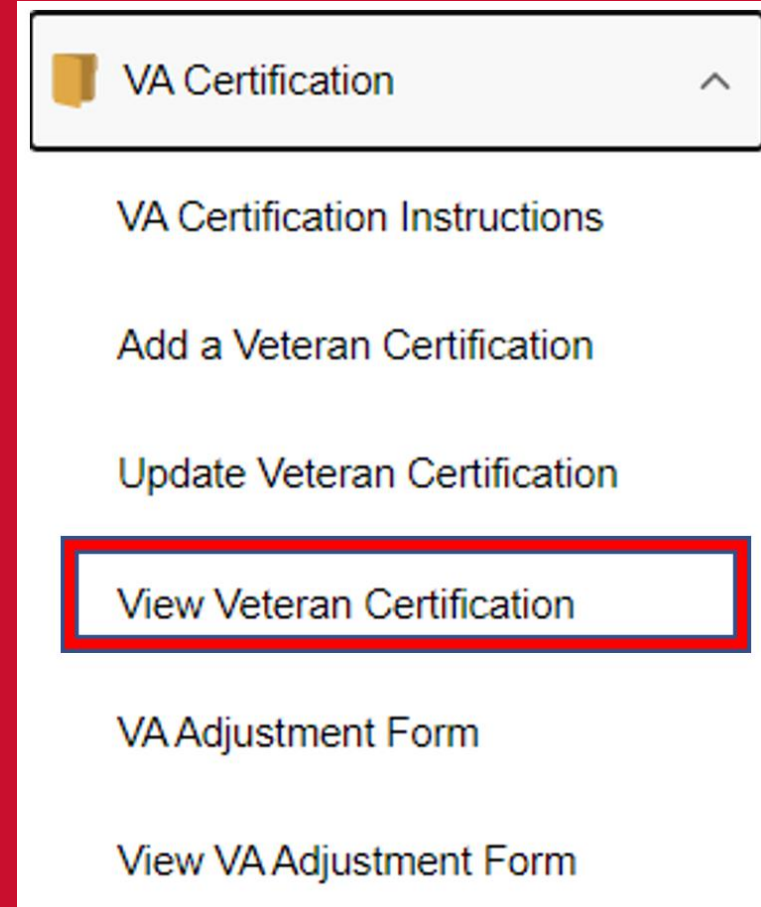 VA Certification
VA Certification Instructions
Add a Veteran Certification
Update Veteran Certification
View Veteran Certification
VA Adjustment Form
View VA Adjustment Form